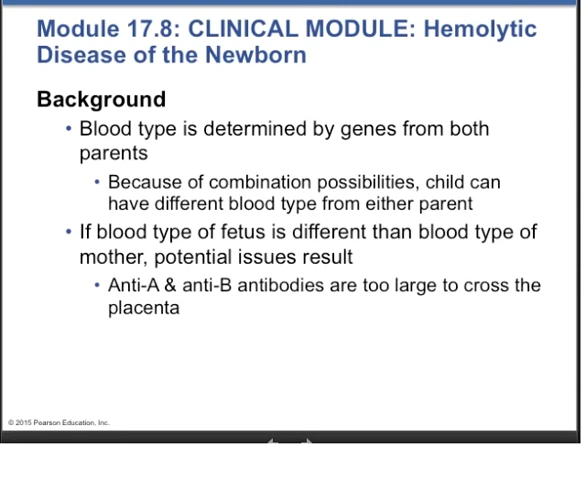 Module 17.8: CLINICAL MODULE: Hemolytic
Disease of the Newborn
Background
• Blood type is determined by genes from both
parents
• Because of combination possibilities, child can
have different blood type from either parent
• If blood type of fetus is different than blood type of
mother, potential issues result
• Anti-A & anti-B antibodies are too large to cross the
placenta
© 2015 Pearson Education, Inc.